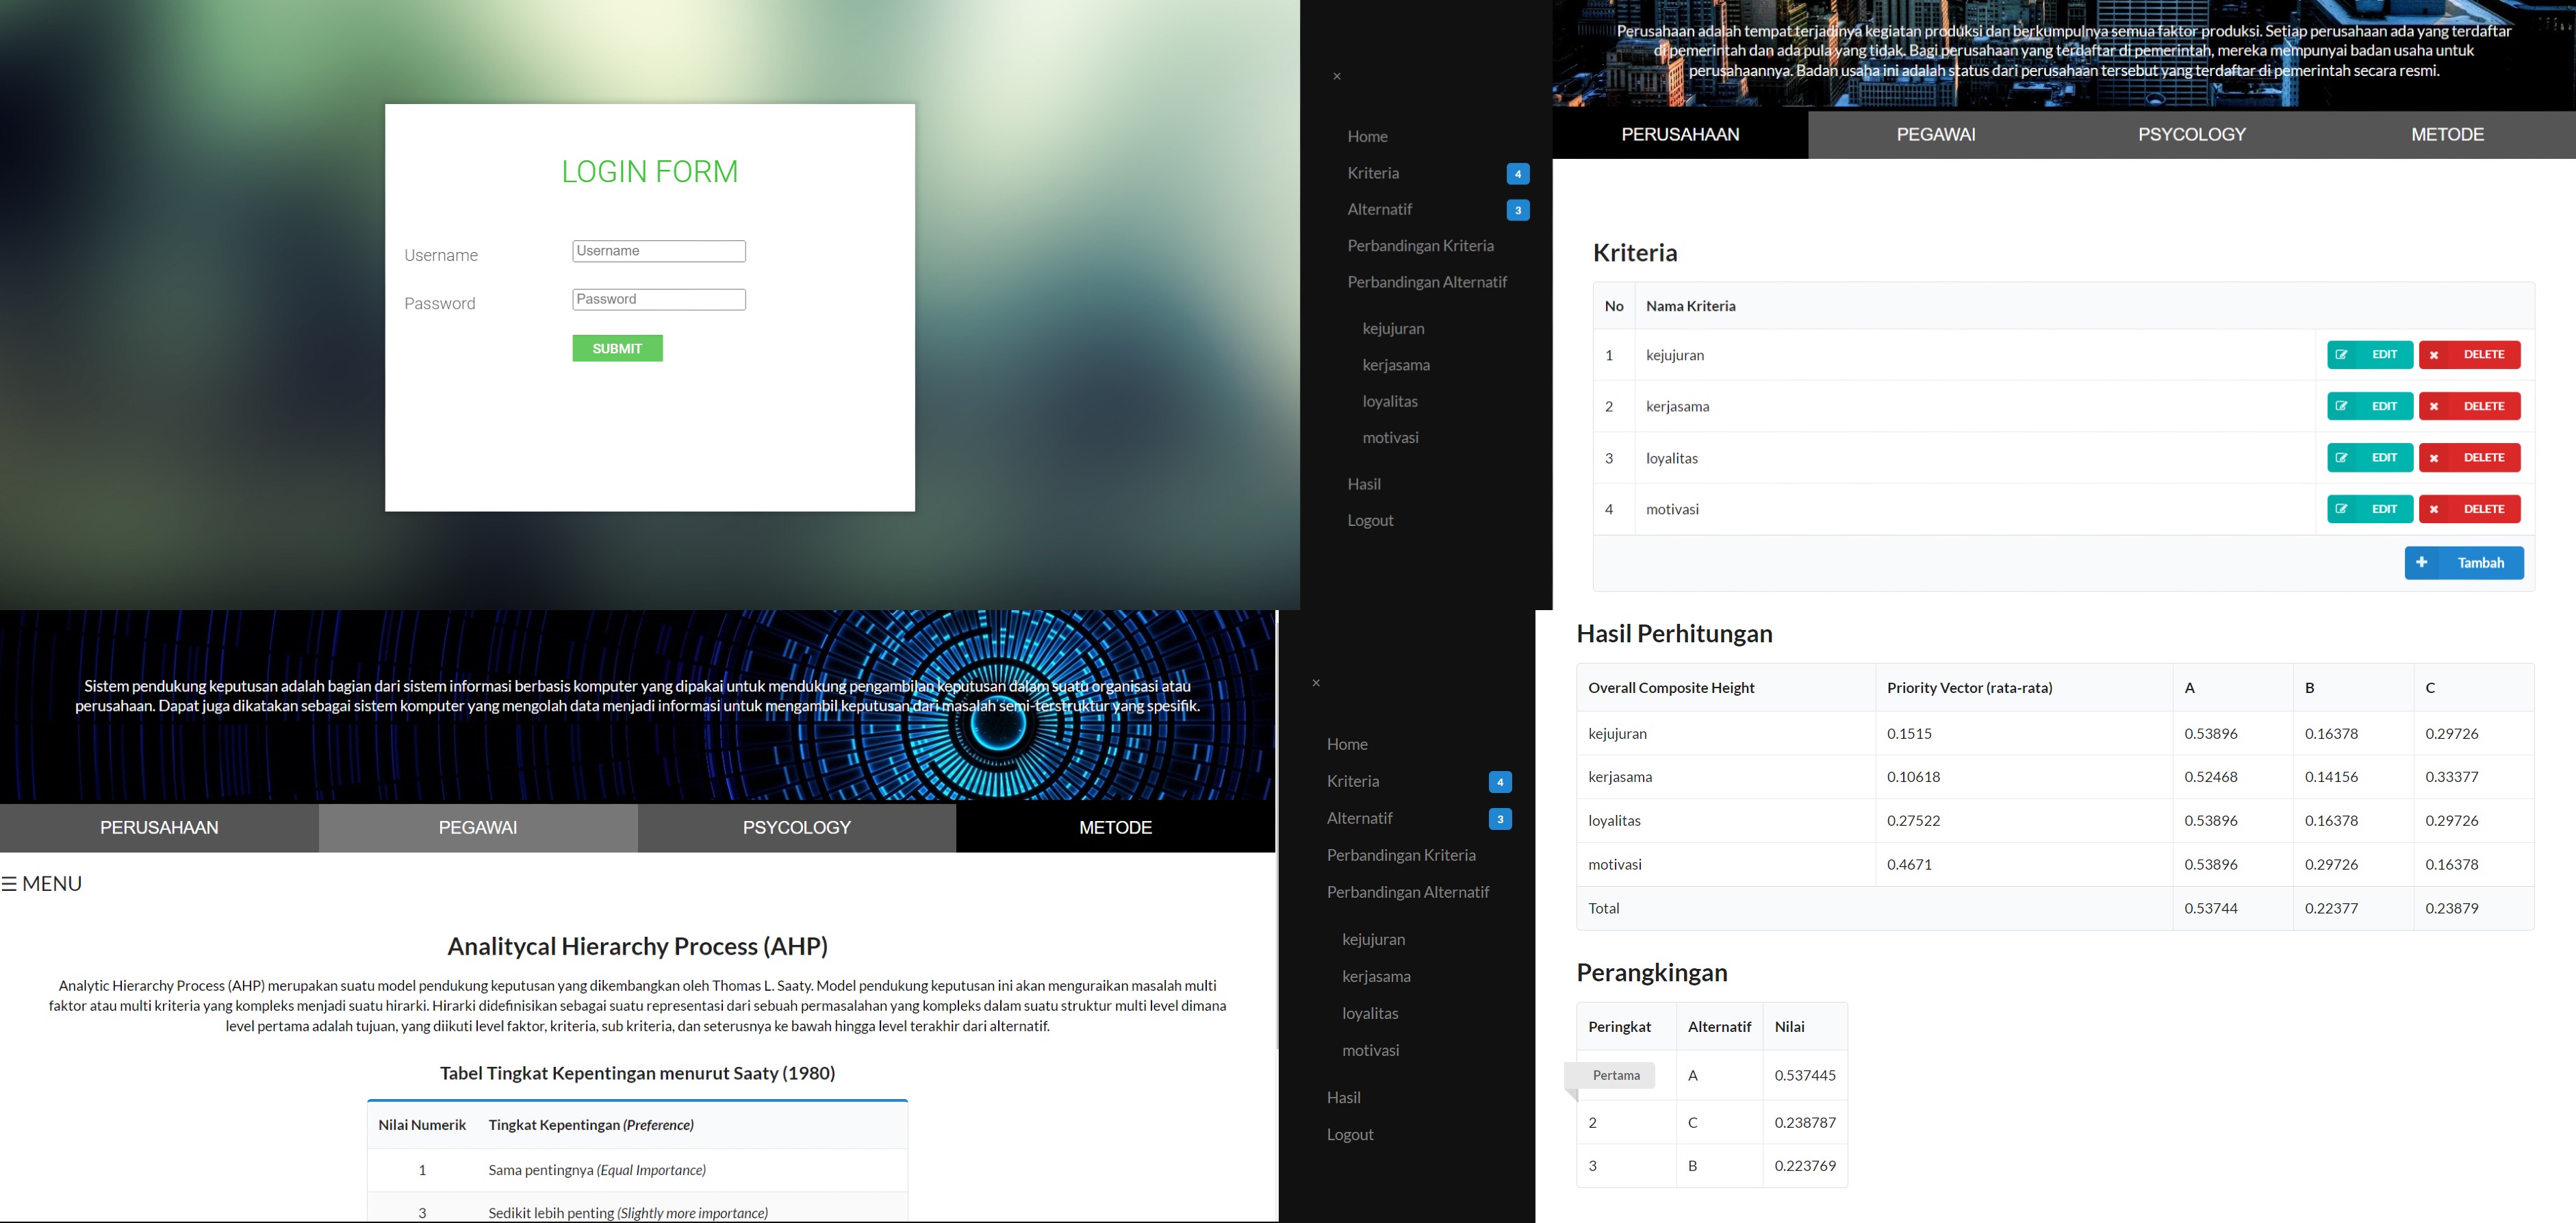 LOGIN FORM
Username
Username
Password
Password
SUBMIT
×
Home
Kriteria 4
Alternatif 3
Perbandingan Kriteria
Perbandingan Alternatif
kejujuran
kerjasama
loyalitas
motivasi
Hasil
Logout
Perusahaan adalah tempat terjadinya kegiatan produksi dan berkumpulnya semua faktor produksi. Setiap perusahaan ada yang terdaftar
di pemerintah dan ada pula yang tidak. Bagi perusahaan yang terdaftar di pemerintah, mereka mempunyai badan usaha untuk
perusahaannya. Badan usaha ini adalah status dari perusahaan tersebut yang terdaftar di pemerintah secara resmi.
PERUSAHAAN PEGAWAI PSYCOLOGY METODE
Kriteria
No Nama Kriteria
1 kejujuran EDIT DELETE
2 kerjasama EDIT DELETE
3 loyalitas EDIT DELETE
4 motivasi EDIT DELETE
Tambah
Sistem pendukung keputusan adalah bagian dari sistem informasi berbasis komputer yang dipakai untuk mendukung pengambilan keputusan dalam suatu organisasi atau
perusahaan. Dapat juga dikatakan sebagai sistem komputer yang mengolah data menjadi informasi untuk mengambil keputusan dari masalah semi-terstruktur yang spesifik.
PERUSAHAAN PEGAWAI PSYCOLOGY METODE
☰ MENU
Analitycal Hierarchy Process (AHP)
Analytic Hierarchy Process (AHP) merupakan suatu model pendukung keputusan yang dikembangkan oleh Thomas L. Saaty. Model pendukung keputusan ini akan menguraikan masalah multi
faktor atau multi kriteria yang kompleks menjadi suatu hirarki. Hirarki didefinisikan sebagai suatu representasi dari sebuah permasalahan yang kompleks dalam suatu struktur multi level dimana
level pertama adalah tujuan, yang diikuti level faktor, kriteria, sub kriteria, dan seterusnya ke bawah hingga level terakhir dari alternatif.
Tabel Tingkat Kepentingan menurut Saaty (1980)
Nilai Numerik Tingkat Kepentingan (Preference)
1 Sama pentingnya (Equal Importance)
3 Sedikit lebih penting (Slightly more importance)
×
Home
Kriteria 4
Alternatif 3
Perbandingan Kriteria
Perbandingan Alternatif
kejujuran
kerjasama
loyalitas
motivasi
Hasil
Logout
Hasil Perhitungan
Overall Composite Height Priority Vector (rata-rata) A B C
kejujuran 0.1515 0.53896 0.16378 0.29726
kerjasama 0.10618 0.52468 0.14156 0.33377
loyalitas 0.27522 0.53896 0.16378 0.29726
motivasi 0.4671 0.53896 0.29726 0.16378
Total 0.53744 0.22377 0.23879
Perangkingan
Peringkat Alternatif Nilai
Pertama A 0.537445
2 C 0.238787
3 B 0.223769